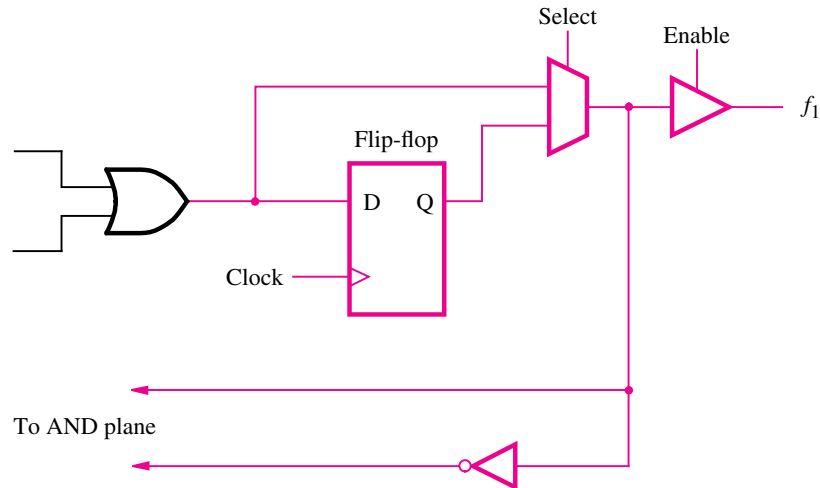 Select
Enable
f1
Flip-flop
D Q
Clock
To AND plane